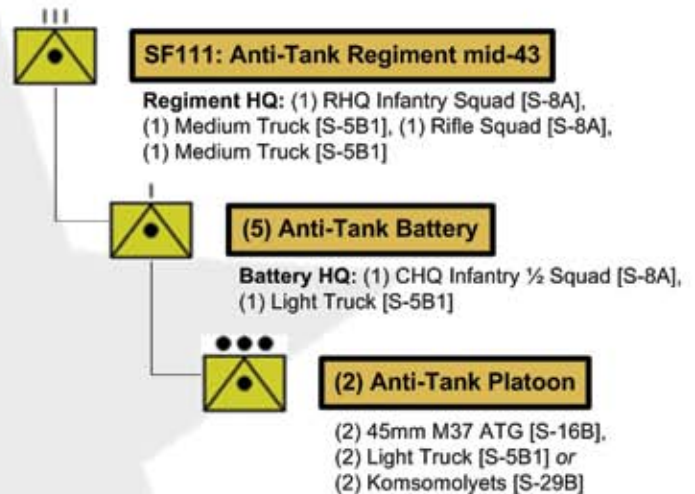 SF111: Anti-Tank Regiment mid-43
Regiment HQ: (1) RHQ Infantry Squad [S-8A],
(1) Medium Truck [S-5B1], (1) Rifle Squad [S-8A],
(1) Medium Truck [S-5B1]
(5) Anti-Tank Battery
Battery HQ: (1) CHQ Infantry ½ Squad [S-8A],
(1) Light Truck [S-5B1]
(2) Anti-Tank Platoon
(2) 45mm M37 ATG [S-16B],
(2) Light Truck [S-5B1] or
(2) Komsomolyets [S-29B]